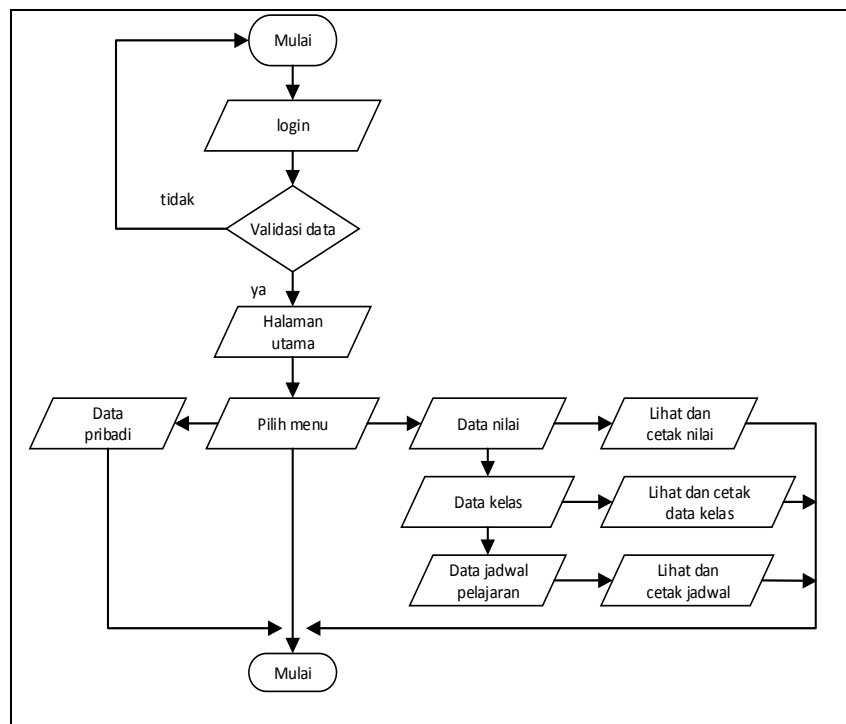 Mulai
login
tidak
Validasi data
ya
Halaman
utama
Data
pribadi
Pilih menu
Data nilai
Lihat dan
cetak nilai
Data kelas
Lihat dan cetak
data kelas
Data jadwal
pelajaran
Lihat dan
cetak jadwal
Mulai